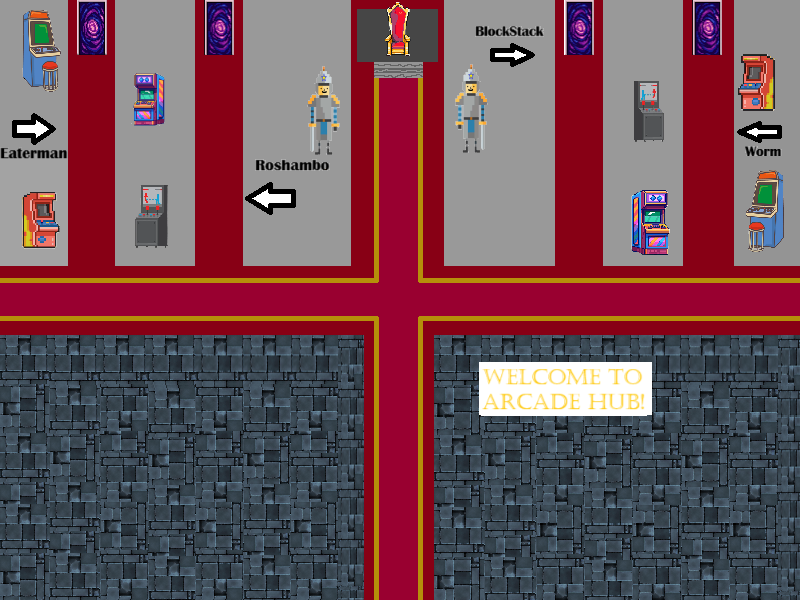 BlockStack
Eaterman
Roshambo
Worm
WELCOME TO
ARCADE HUB!